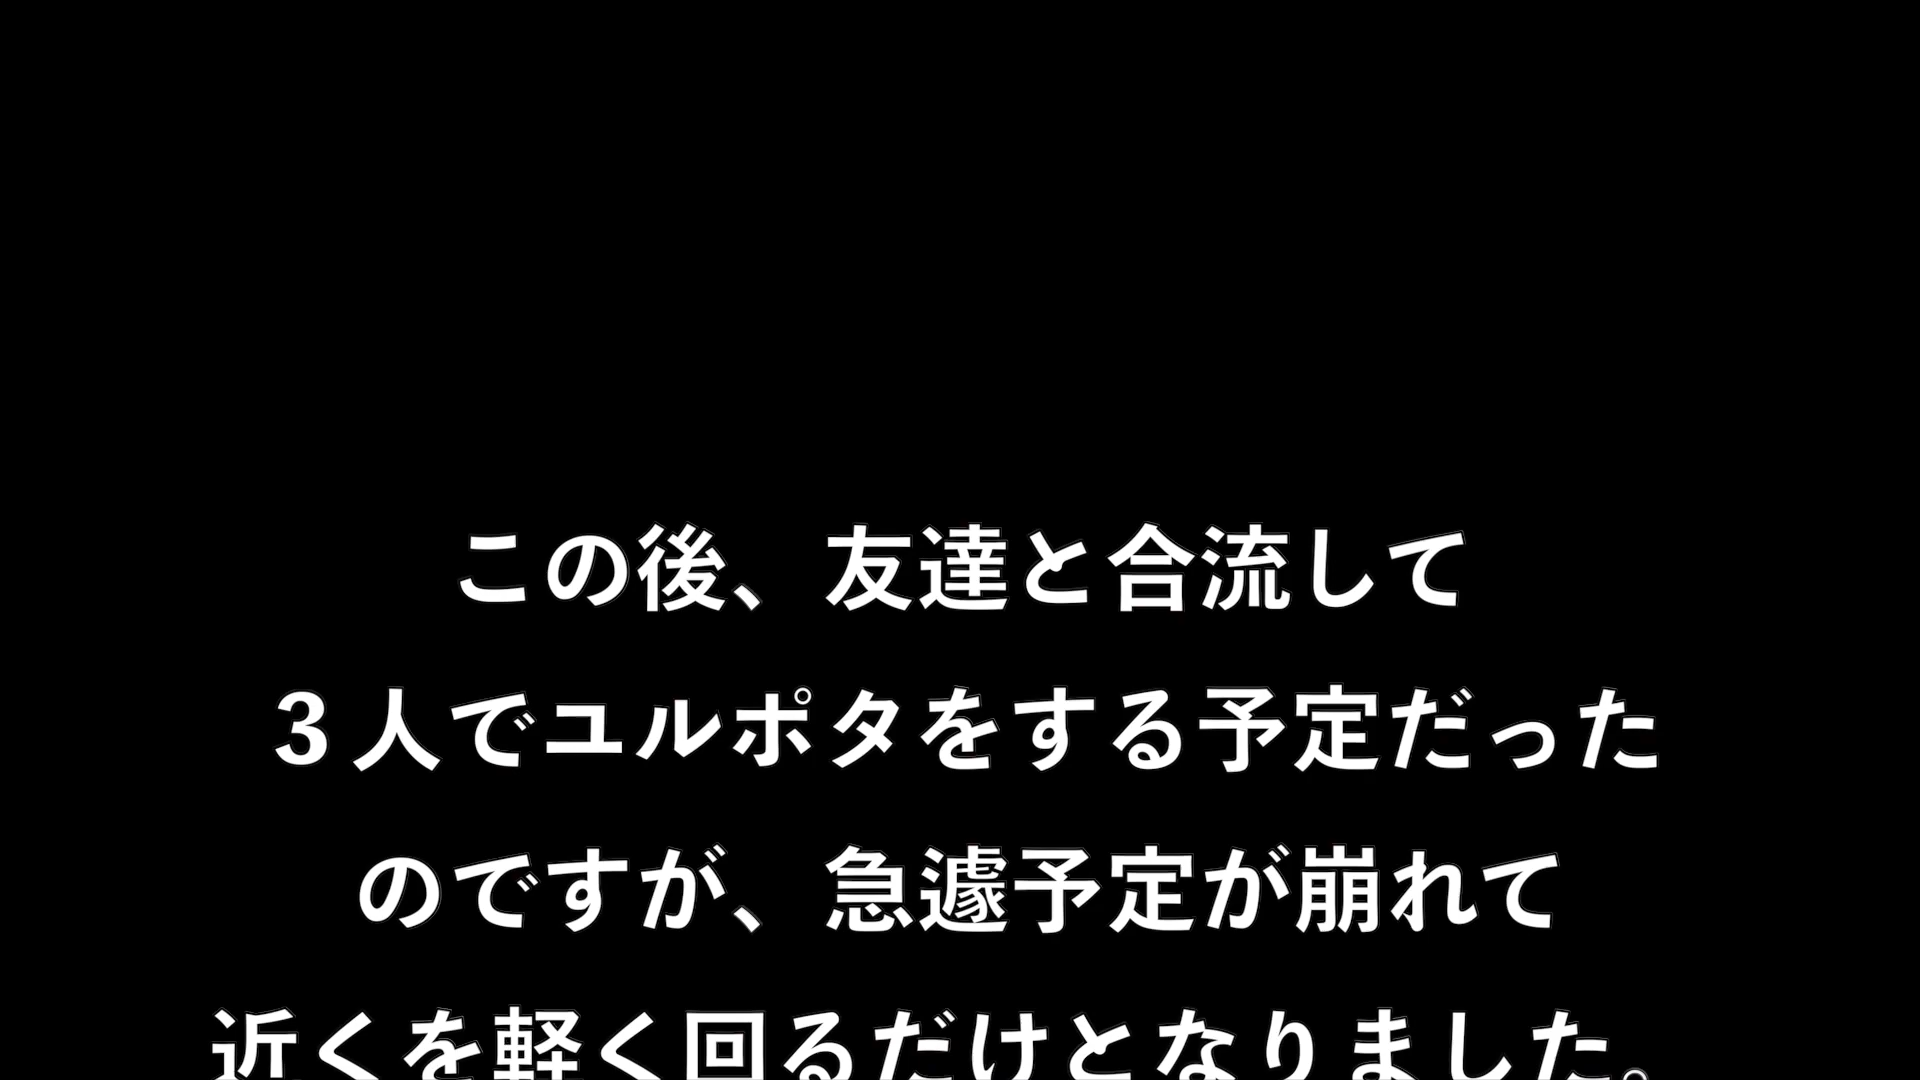 この後、友達と合流して
３人でユルポタをする予定だった
のですが、急遽予定が崩れて
近くを軽く回るだけとなりました。